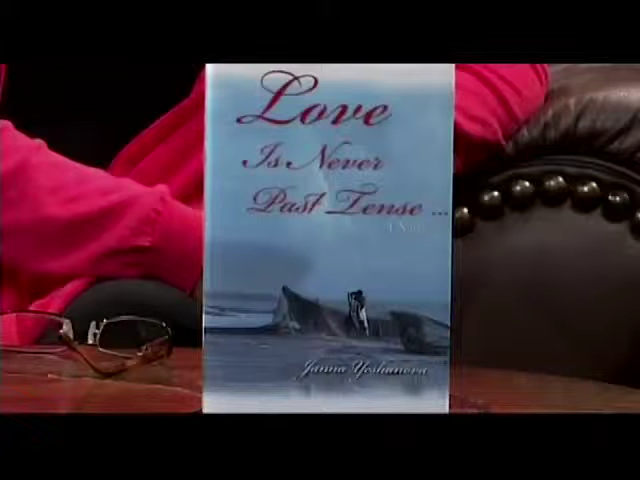 Love
Is Never
Past Tense ...
Janna Yeshanova